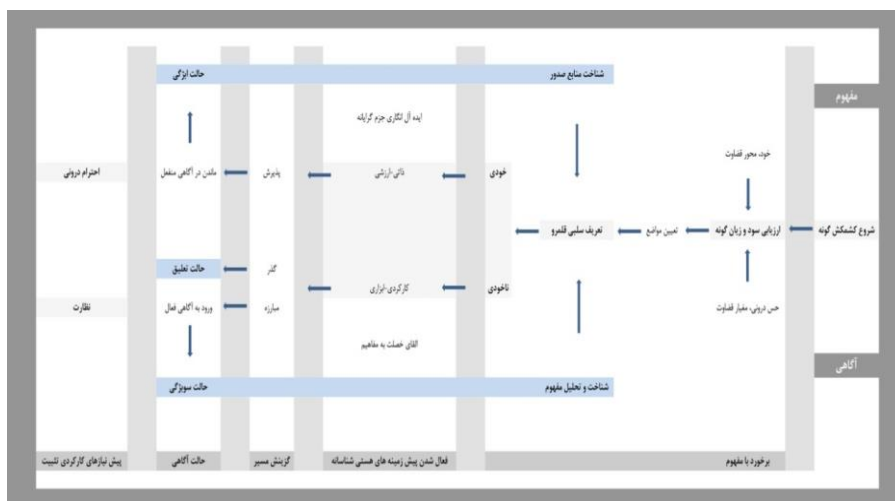 مفهوم
شناخت منابع صدور
حالت ابژگی
ایده آل انگاری جزم گرایانه
خود، محور قضاوت
خودی
ذاتی-ارزشی
پذیرش
ماندن در آگاهی منفعل
احترام درونی
شروع کشمکش گونه
ارزیابی سود و زیان گونه
تعیین مواضع
تعریف سلبی قلمرو
گذر
حالت تعلیق
ناخودی
کارکردی-ابزاری
حس درونی، معیار قضاوت
مبارزه
ورود به آگاهی فعال
نظارت
القای خصلت به مفاهیم
آگاهی
شناخت و تحلیل مفهوم
حالت سوبژگی
برخورد با مفهوم
فعال شدن پیش زمینه های هستی شناسانه
گزینش مسیر
حالت آگاهی
پیش نیازهای کارکردی تثبیت